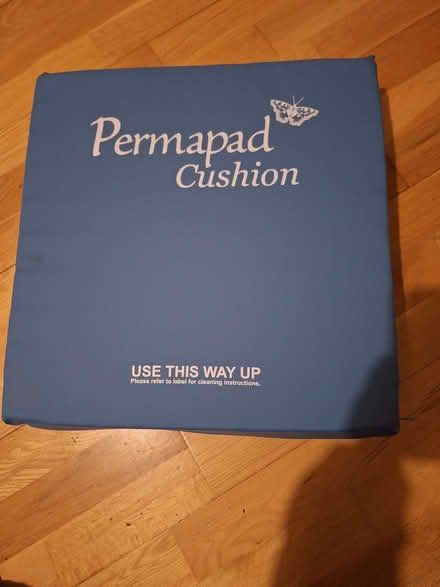 Permapad
Cushion
USE THIS WAY UP
Please refer to label for cleaning instructions.